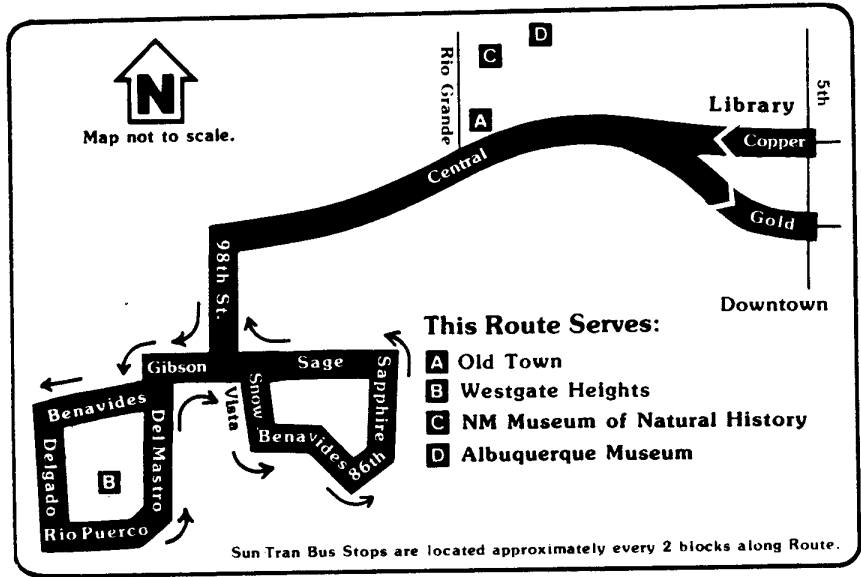 N
Map not to scale.
D
C
Rio Grande
A
5th
Library
Copper
Central
Gold
98th St.
Downtown
This Route Serves:
A Old Town
B Westgate Heights
C NM Museum of Natural History
D Albuquerque Museum
Gibson
Sage
Sapphire
Snow
Vista
Benavides
Benavides
86th
Delgado
Del Mastro
B
Rio Puerco
Sun Tran Bus Stops are located approximately every 2 blocks along Route.